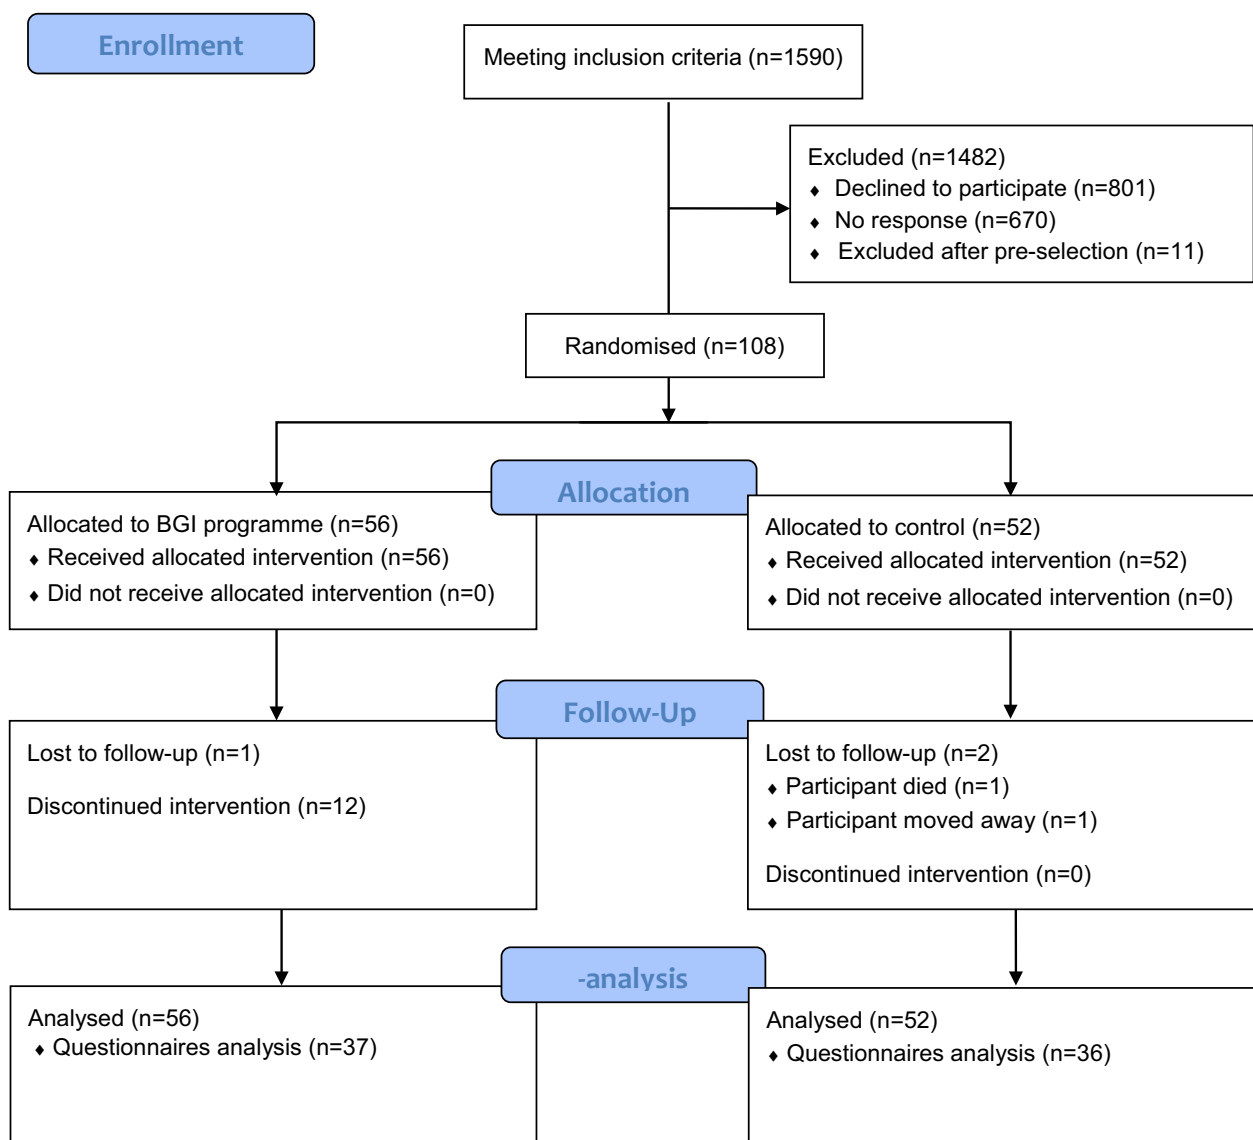 Enrollment
Meeting inclusion criteria (n=1590)
Excluded (n=1482)
♦ Declined to participate (n=801)
♦ No response (n=670)
♦ Excluded after pre-selection (n=11)
Randomised (n=108)
Allocation
Allocated to BGI programme (n=56)
♦ Received allocated intervention (n=56)
♦ Did not receive allocated intervention (n=0)
Allocated to control (n=52)
♦ Received allocated intervention (n=52)
♦ Did not receive allocated intervention (n=0)
Follow-Up
Lost to follow-up (n=1)
Discontinued intervention (n=12)
Lost to follow-up (n=2)
♦ Participant died (n=1)
♦ Participant moved away (n=1)
Discontinued intervention (n=0)
-analysis
Analysed (n=56)
♦ Questionnaires analysis (n=37)
Analysed (n=52)
♦ Questionnaires analysis (n=36)